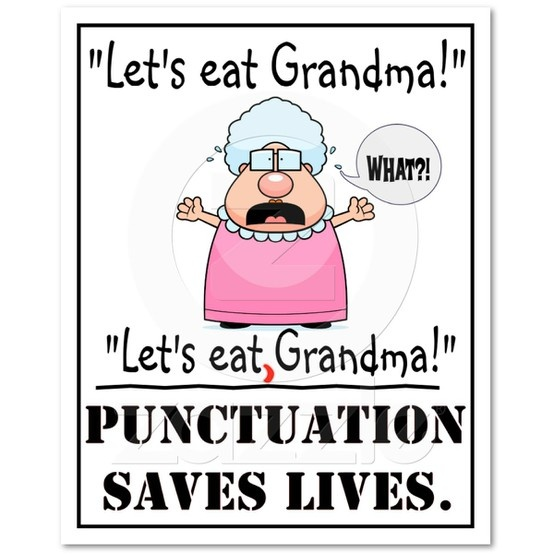 "Let's eat Grandma!"
WHAT?!
"Let's eat, Grandma!"
PUNCTUATION
SAVES LIVES.